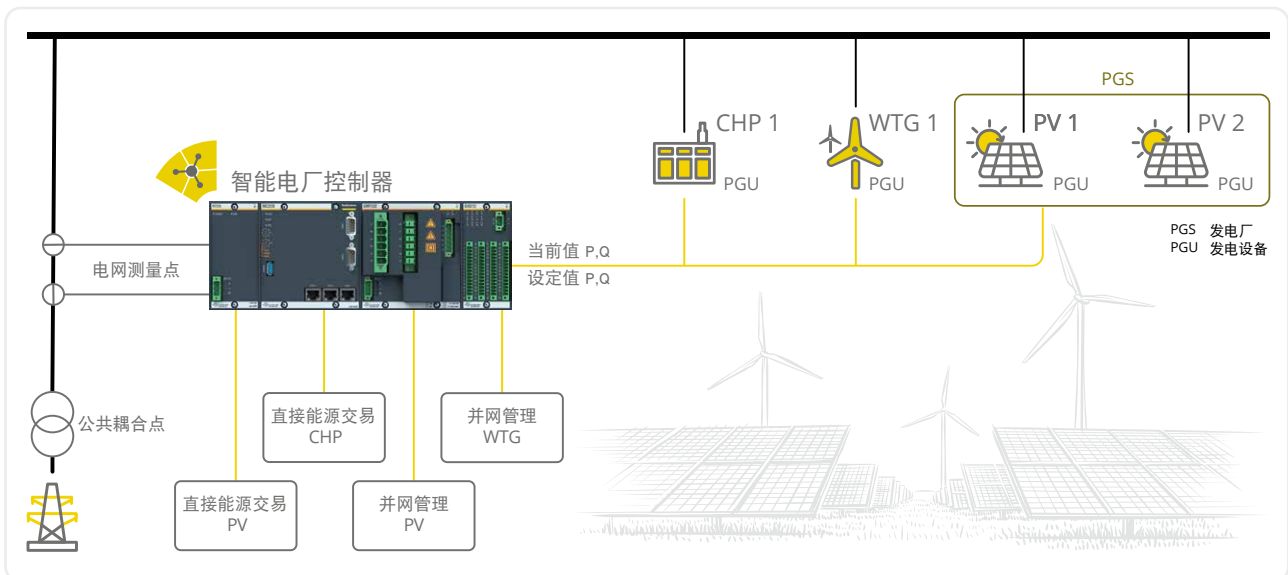 PGS
CHP 1
PGU
WTG 1
PGU
PV 1
PGU
PV 2
PGU
PGS 发电厂
PGU 发电设备
智能电厂控制器
当前值 P,Q
设定值 P,Q
电网测量点
公共耦合点
直接能源交易
CHP
并网管理
WTG
直接能源交易
PV
并网管理
PV